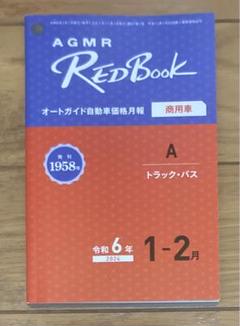 AGMR
REDBOOK
オートガイド自動車価格月報
商用車
発刊
1958年
A
トラック・バス
令和6年
2024
1-2月